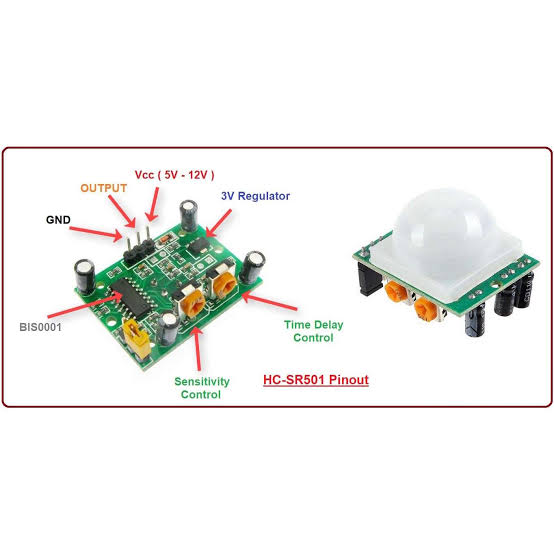 Vcc ( 5V - 12V )
OUTPUT
3V Regulator
GND
BIS0001
Time Delay
Control
Sensitivity
Control
HC-SR501 Pinout